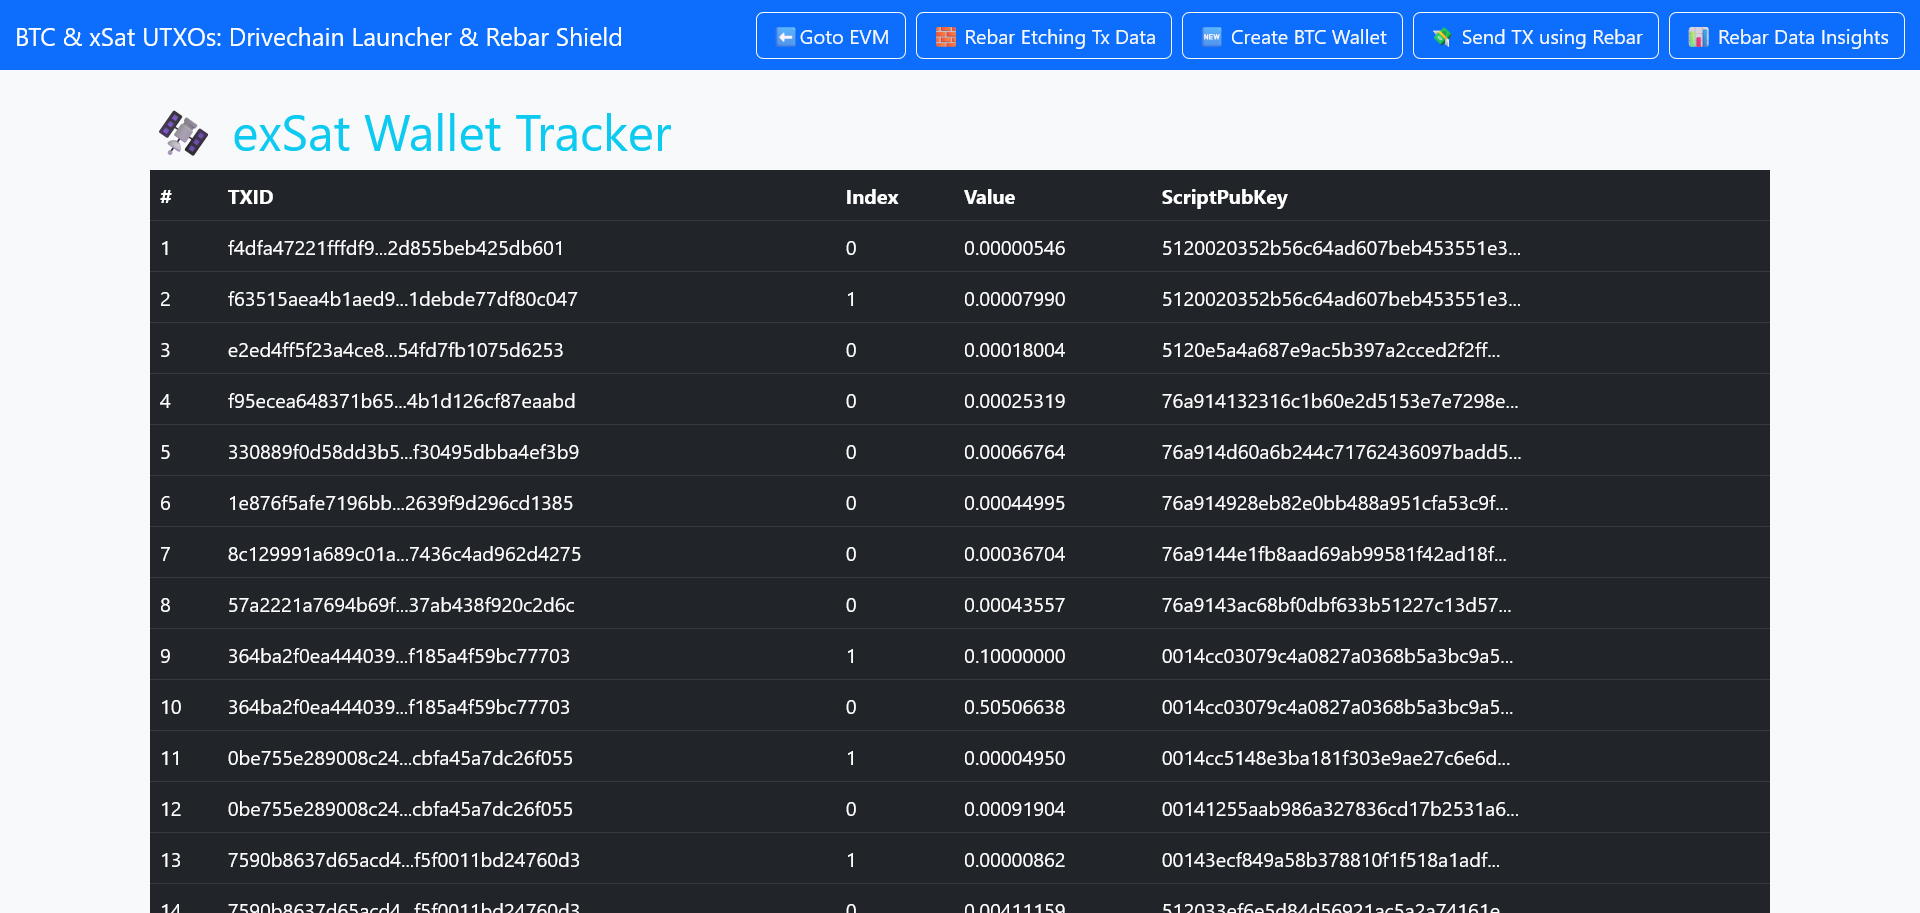 BTC & xSat UTXOs: Drivechain Launcher & Rebar Shield Goto EVM Rebar Etching Tx Data Create BTC Wallet Send TX using Rebar Rebar Data Insights
exSat Wallet Tracker
# TXID Index Value ScriptPubKey
1 f4dfa47221fffdf9...2d855beb425db601 0 0.00000546 5120020352b56c64ad607beb453551e3...
2 f63515aea4b1aed9...1debde77df80c047 1 0.00007990 5120020352b56c64ad607beb453551e3...
3 e2ed4ff5f23a4ce8...54fd7fb1075d6253 0 0.00018004 5120e5a4a687e9ac5b397a2cced2f2ff...
4 f95ecea648371b65...4b1d126cf87eaabd 0 0.00025319 76a914132316c1b60e2d5153e7e7298e...
5 330889f0d58dd3b5...f30495dbba4ef3b9 0 0.00066764 76a914d60a6b244c71762436097badd5...
6 1e876f5afe7196bb...2639f9d296cd1385 0 0.00044995 76a914928eb82e0bb488a951cfa53c9f...
7 8c129991a689c01a...7436c4ad962d4275 0 0.00036704 76a9144e1fb8aad69ab99581f42ad18f...
8 57a2221a7694b69f...37ab438f920c2d6c 0 0.00043557 76a9143ac68bf0dbf633b51227c13d57...
9 364ba2f0ea444039...f185a4f59bc77703 1 0.10000000 0014cc03079c4a0827a0368b5a3bc9a5...
10 364ba2f0ea444039...f185a4f59bc77703 0 0.50506638 0014cc03079c4a0827a0368b5a3bc9a5...
11 0be755e289008c24...cbfa45a7dc26f055 1 0.00004950 0014cc5148e3ba181f303e9ae27c6e6d...
12 0be755e289008c24...cbfa45a7dc26f055 0 0.00091904 00141255aab986a327836cd17b2531a6...
13 7590b8637d65acd4...f5f0011bd24760d3 1 0.00000862 00143ecf849a58b378810f1f518a1adf...
14 7590b8637d65acd4...f5f0011bd24760d3 0 0.00411159 512033ef6e5d84d56921ac5a2a74161e...